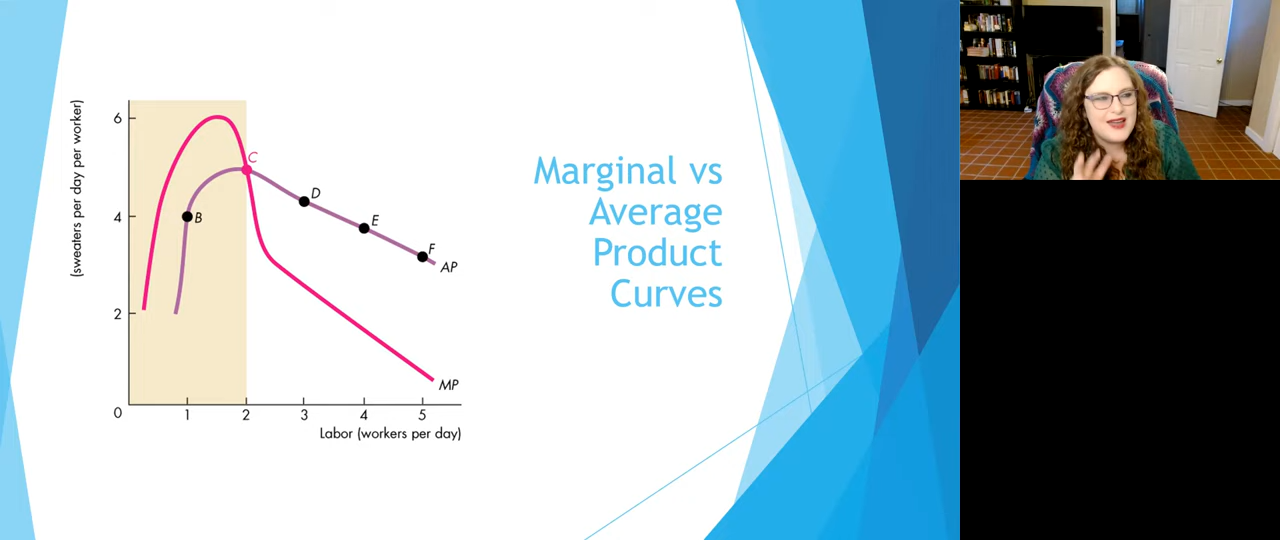 Marginal vs
Average
Product
Curves
(sweaters per day per worker)
6
4
2
0
1
2
3
4
5
Labor (workers per day)
B
C
D
E
F
AP
MP